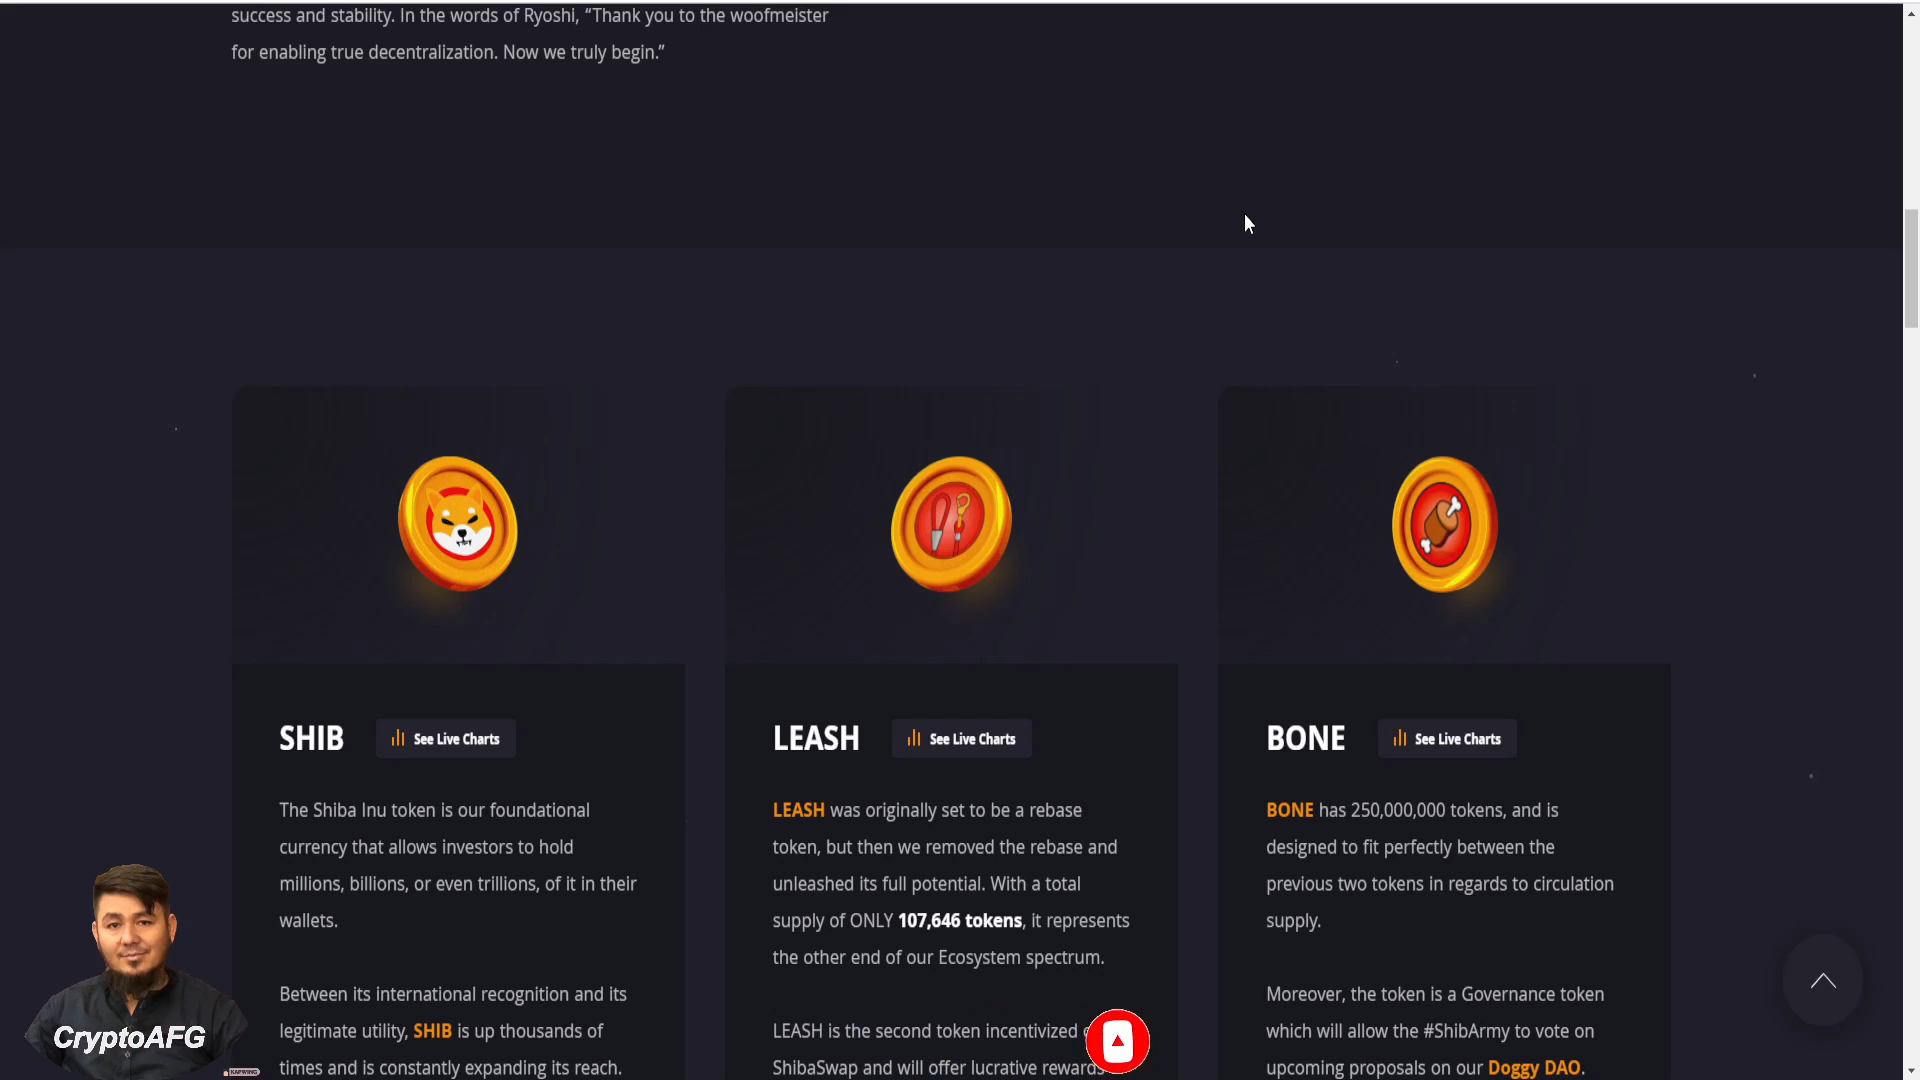 success and stability. In the words of Ryoshi, “Thank you to the woofmeister
for enabling true decentralization. Now we truly begin.”
SHIB
See Live Charts
The Shiba Inu token is our foundational
currency that allows investors to hold
millions, billions, or even trillions, of it in their
wallets.
Between its international recognition and its
legitimate utility, SHIB is up thousands of
times and is constantly expanding its reach.
LEASH
See Live Charts
LEASH was originally set to be a rebase
token, but then we removed the rebase and
unleashed its full potential. With a total
supply of ONLY 107,646 tokens, it represents
the other end of our Ecosystem spectrum.
LEASH is the second token incentivized
ShibaSwap and will offer lucrative rewards
BONE
See Live Charts
BONE has 250,000,000 tokens, and is
designed to fit perfectly between the
previous two tokens in regards to circulation
supply.
Moreover, the token is a Governance token
which will allow the #ShibArmy to vote on
upcoming proposals on our Doggy DAO.
CryptoAFG
KAPWING